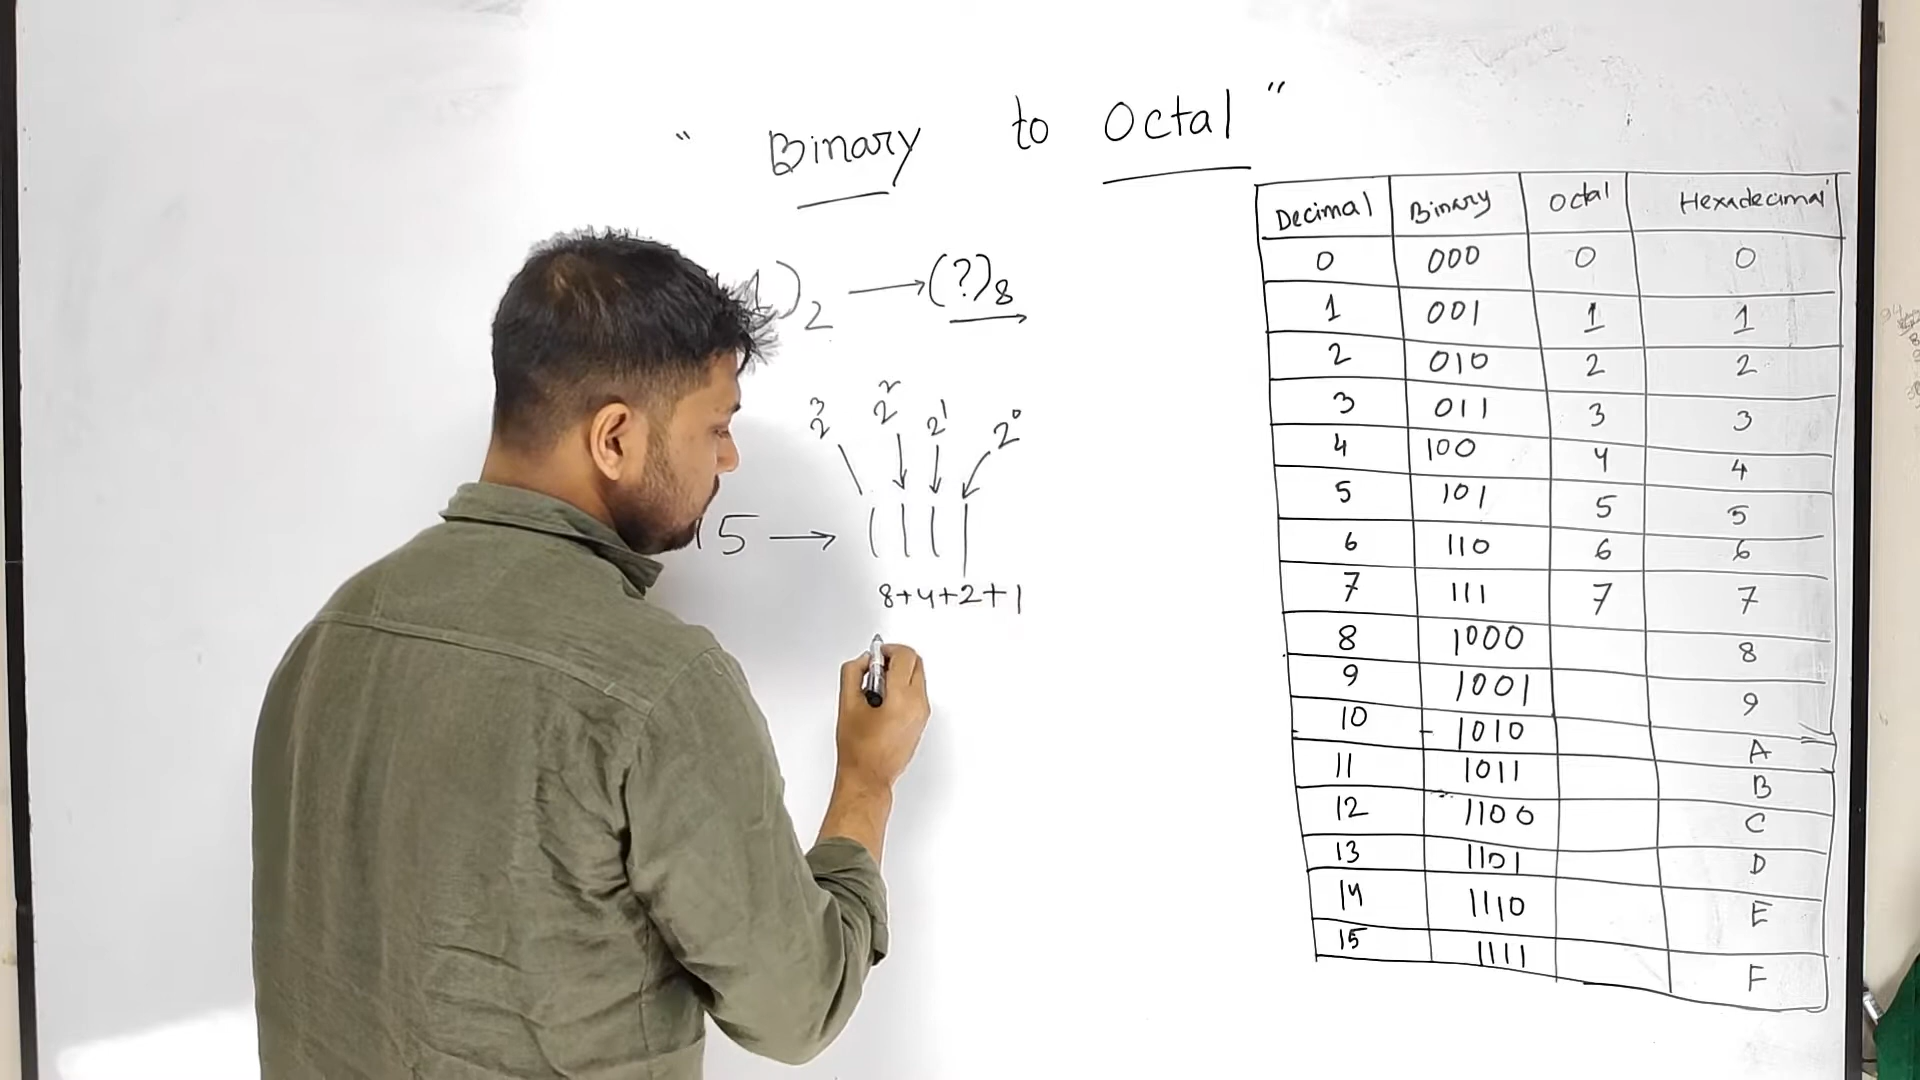 " Binary to Octal "
)2 → (?)8
2³ 2² 2¹ 2⁰
15 → 1111
8+4+2+1
Decimal Binary Octal Hexadecimal
0 000 0 0
1 001 1 1
2 010 2 2
3 011 3 3
4 100 4 4
5 101 5 5
6 110 6 6
7 111 7 7
8 1000 8
9 1001 9
10 1010 A
11 1011 B
12 1100 C
13 1101 D
14 1110 E
15 1111 F